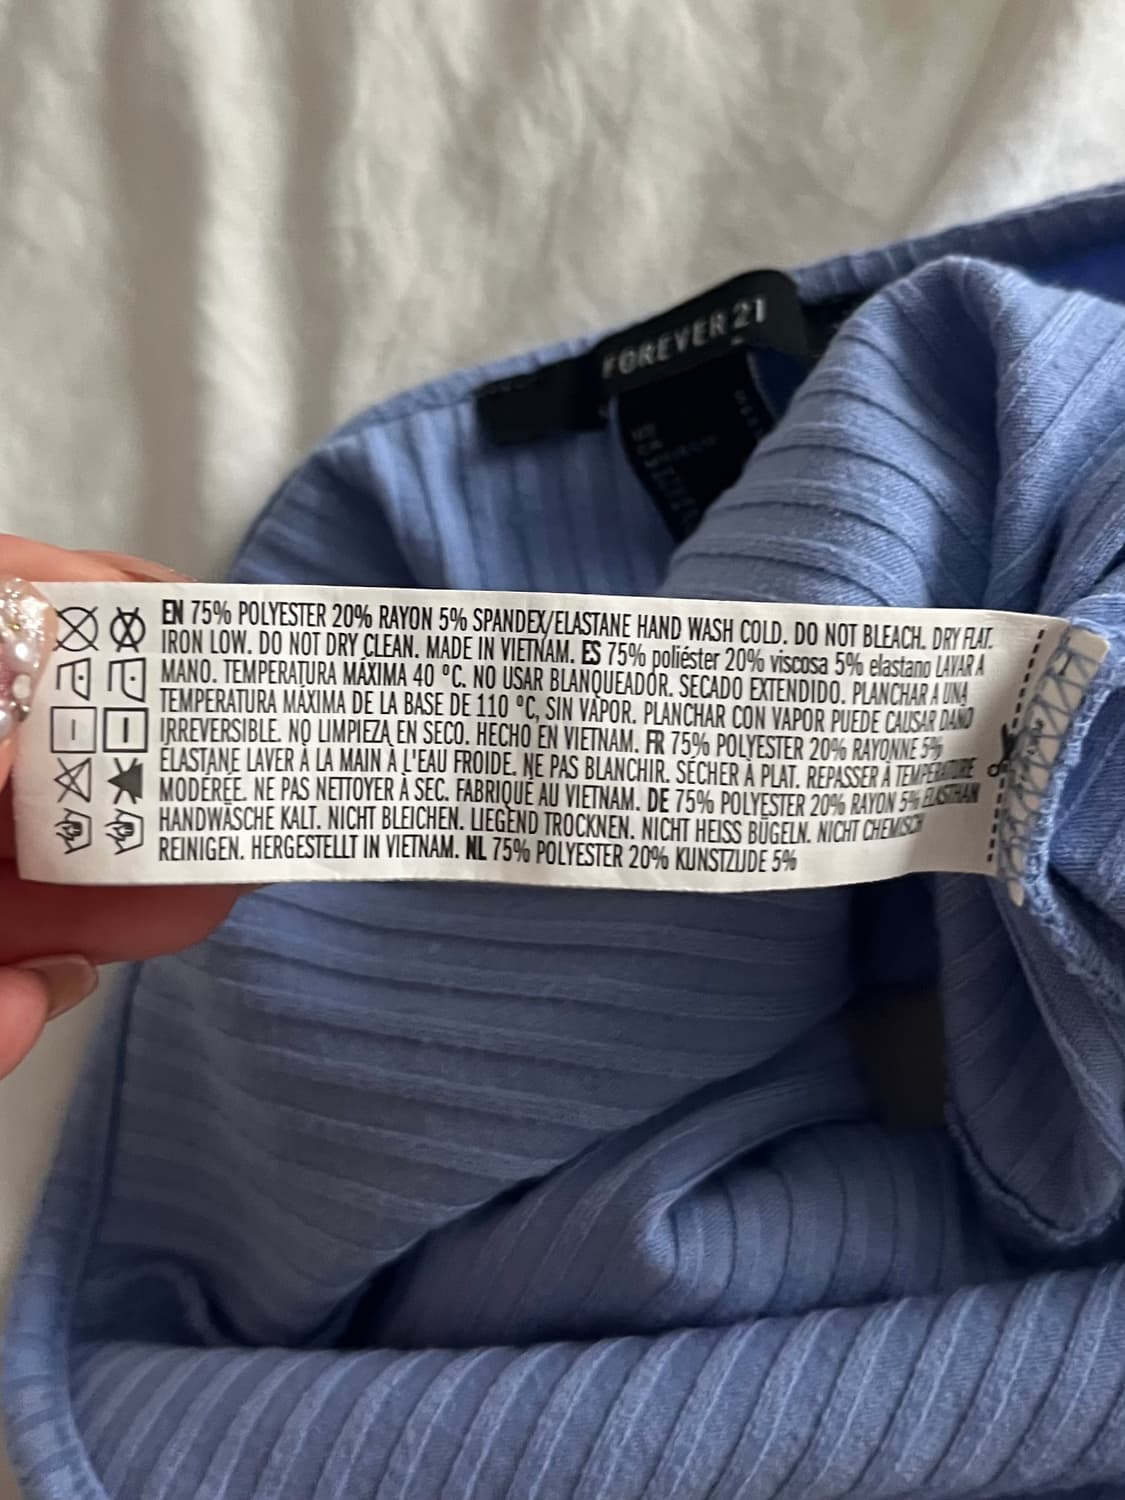 FOREVER 21
EN 75% POLYESTER 20% RAYON 5% SPANDEX/ELASTANE HAND WASH COLD. DO NOT BLEACH. DRY FLAT.
IRON LOW. DO NOT DRY CLEAN. MADE IN VIETNAM. ES 75% poliéster 20% viscosa 5% elastano LAVAR A
MANO. TEMPERATURA MÁXIMA 40 °C. NO USAR BLANQUEADOR. SECADO EXTENDIDO. PLANCHAR A UNA
TEMPERATURA MÁXIMA DE LA BASE DE 110 °C, SIN VAPOR. PLANCHAR CON VAPOR PUEDE CAUSAR DAÑO
IRREVERSIBLE. NO LIMPIEZA EN SECO. HECHO EN VIETNAM. FR 75% POLYESTER 20% RAYONNE 5%
ÉLASTANE LAVER À LA MAIN À L'EAU FROIDE. NE PAS BLANCHIR. SÉCHER À PLAT. REPASSER À TEMPÉRATURE
MODÉRÉE. NE PAS NETTOYER À SEC. FABRIQUÉ AU VIETNAM. DE 75% POLYESTER 20% RAYON 5% ELASTHAN
HANDWÄSCHE KALT. NICHT BLEICHEN. LIEGEND TROCKNEN. NICHT HEISS BÜGELN. NICHT CHEMISCH
REINIGEN. HERGESTELLT IN VIETNAM. NL 75% POLYESTER 20% KUNSTZIJDE 5%